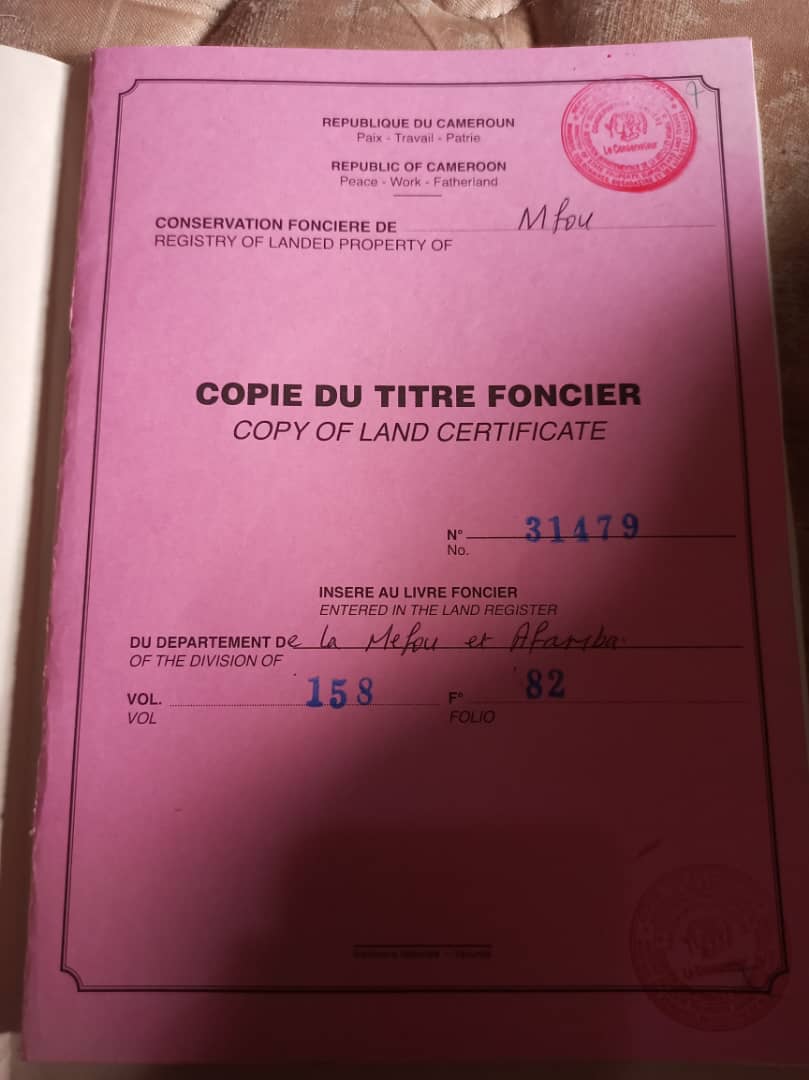 REPUBLIQUE DU CAMEROUN
Paix - Travail - Patrie
REPUBLIC OF CAMEROON
Peace - Work - Fatherland
CONSERVATION FONCIERE DE Mfou
REGISTRY OF LANDED PROPERTY OF
COPIE DU TITRE FONCIER
COPY OF LAND CERTIFICATE
N° 31479
No.
INSERE AU LIVRE FONCIER
ENTERED IN THE LAND REGISTER
DU DEPARTEMENT De la Mefou et Afamba
OF THE DIVISION OF
VOL. 158 F° 82
VOL FOLIO
Le Conservateur